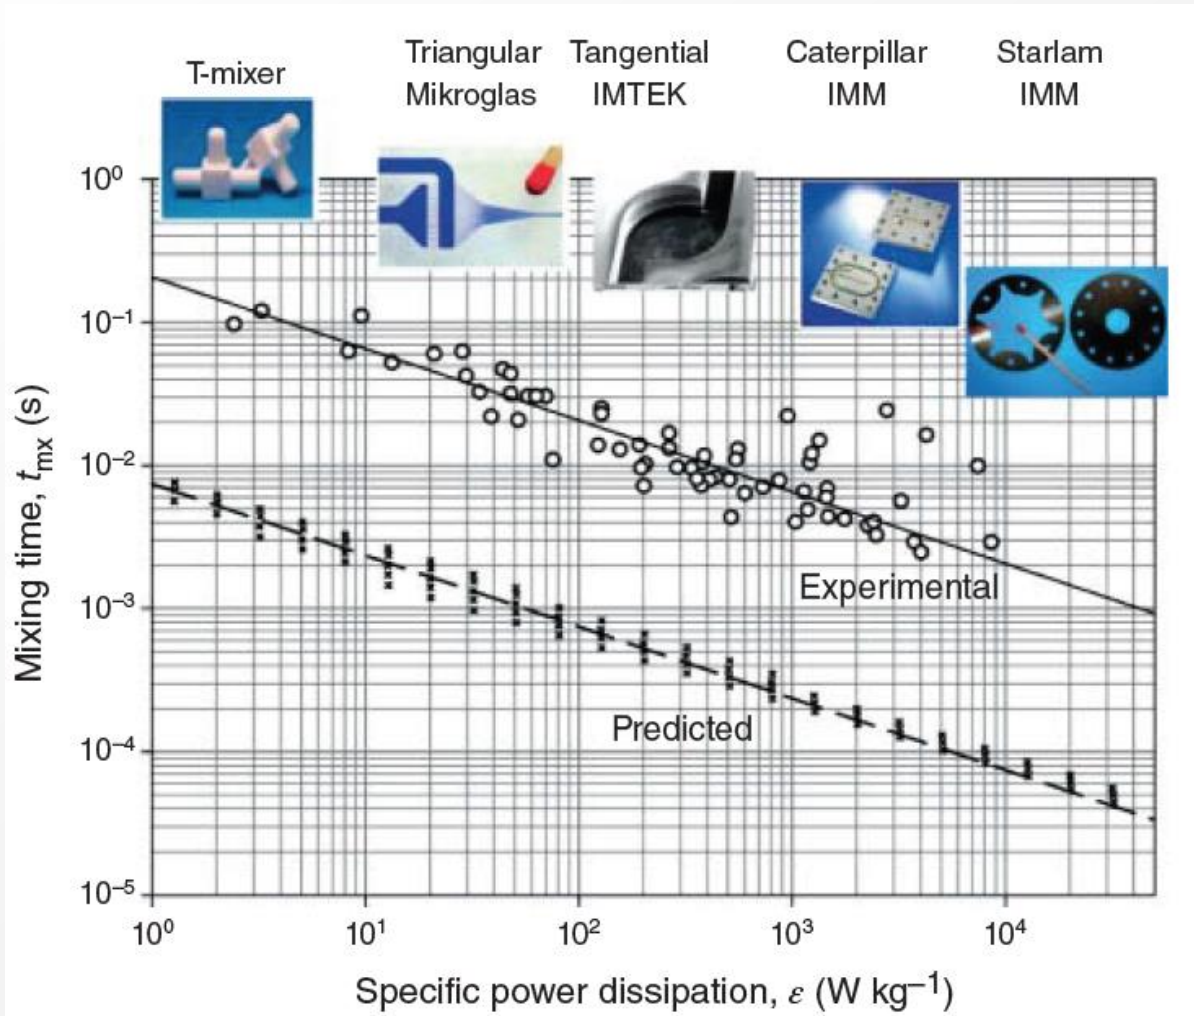 T-mixer
Triangular
Mikroglas
Tangential
IMTEK
Caterpillar
IMM
Starlam
IMM
10⁰
10⁻¹
10⁻²
10⁻³
10⁻⁴
10⁻⁵
Mixing time, tₘₓ (s)
Experimental
Predicted
10⁰ 10¹ 10² 10³ 10⁴
Specific power dissipation, ε (W kg⁻¹)